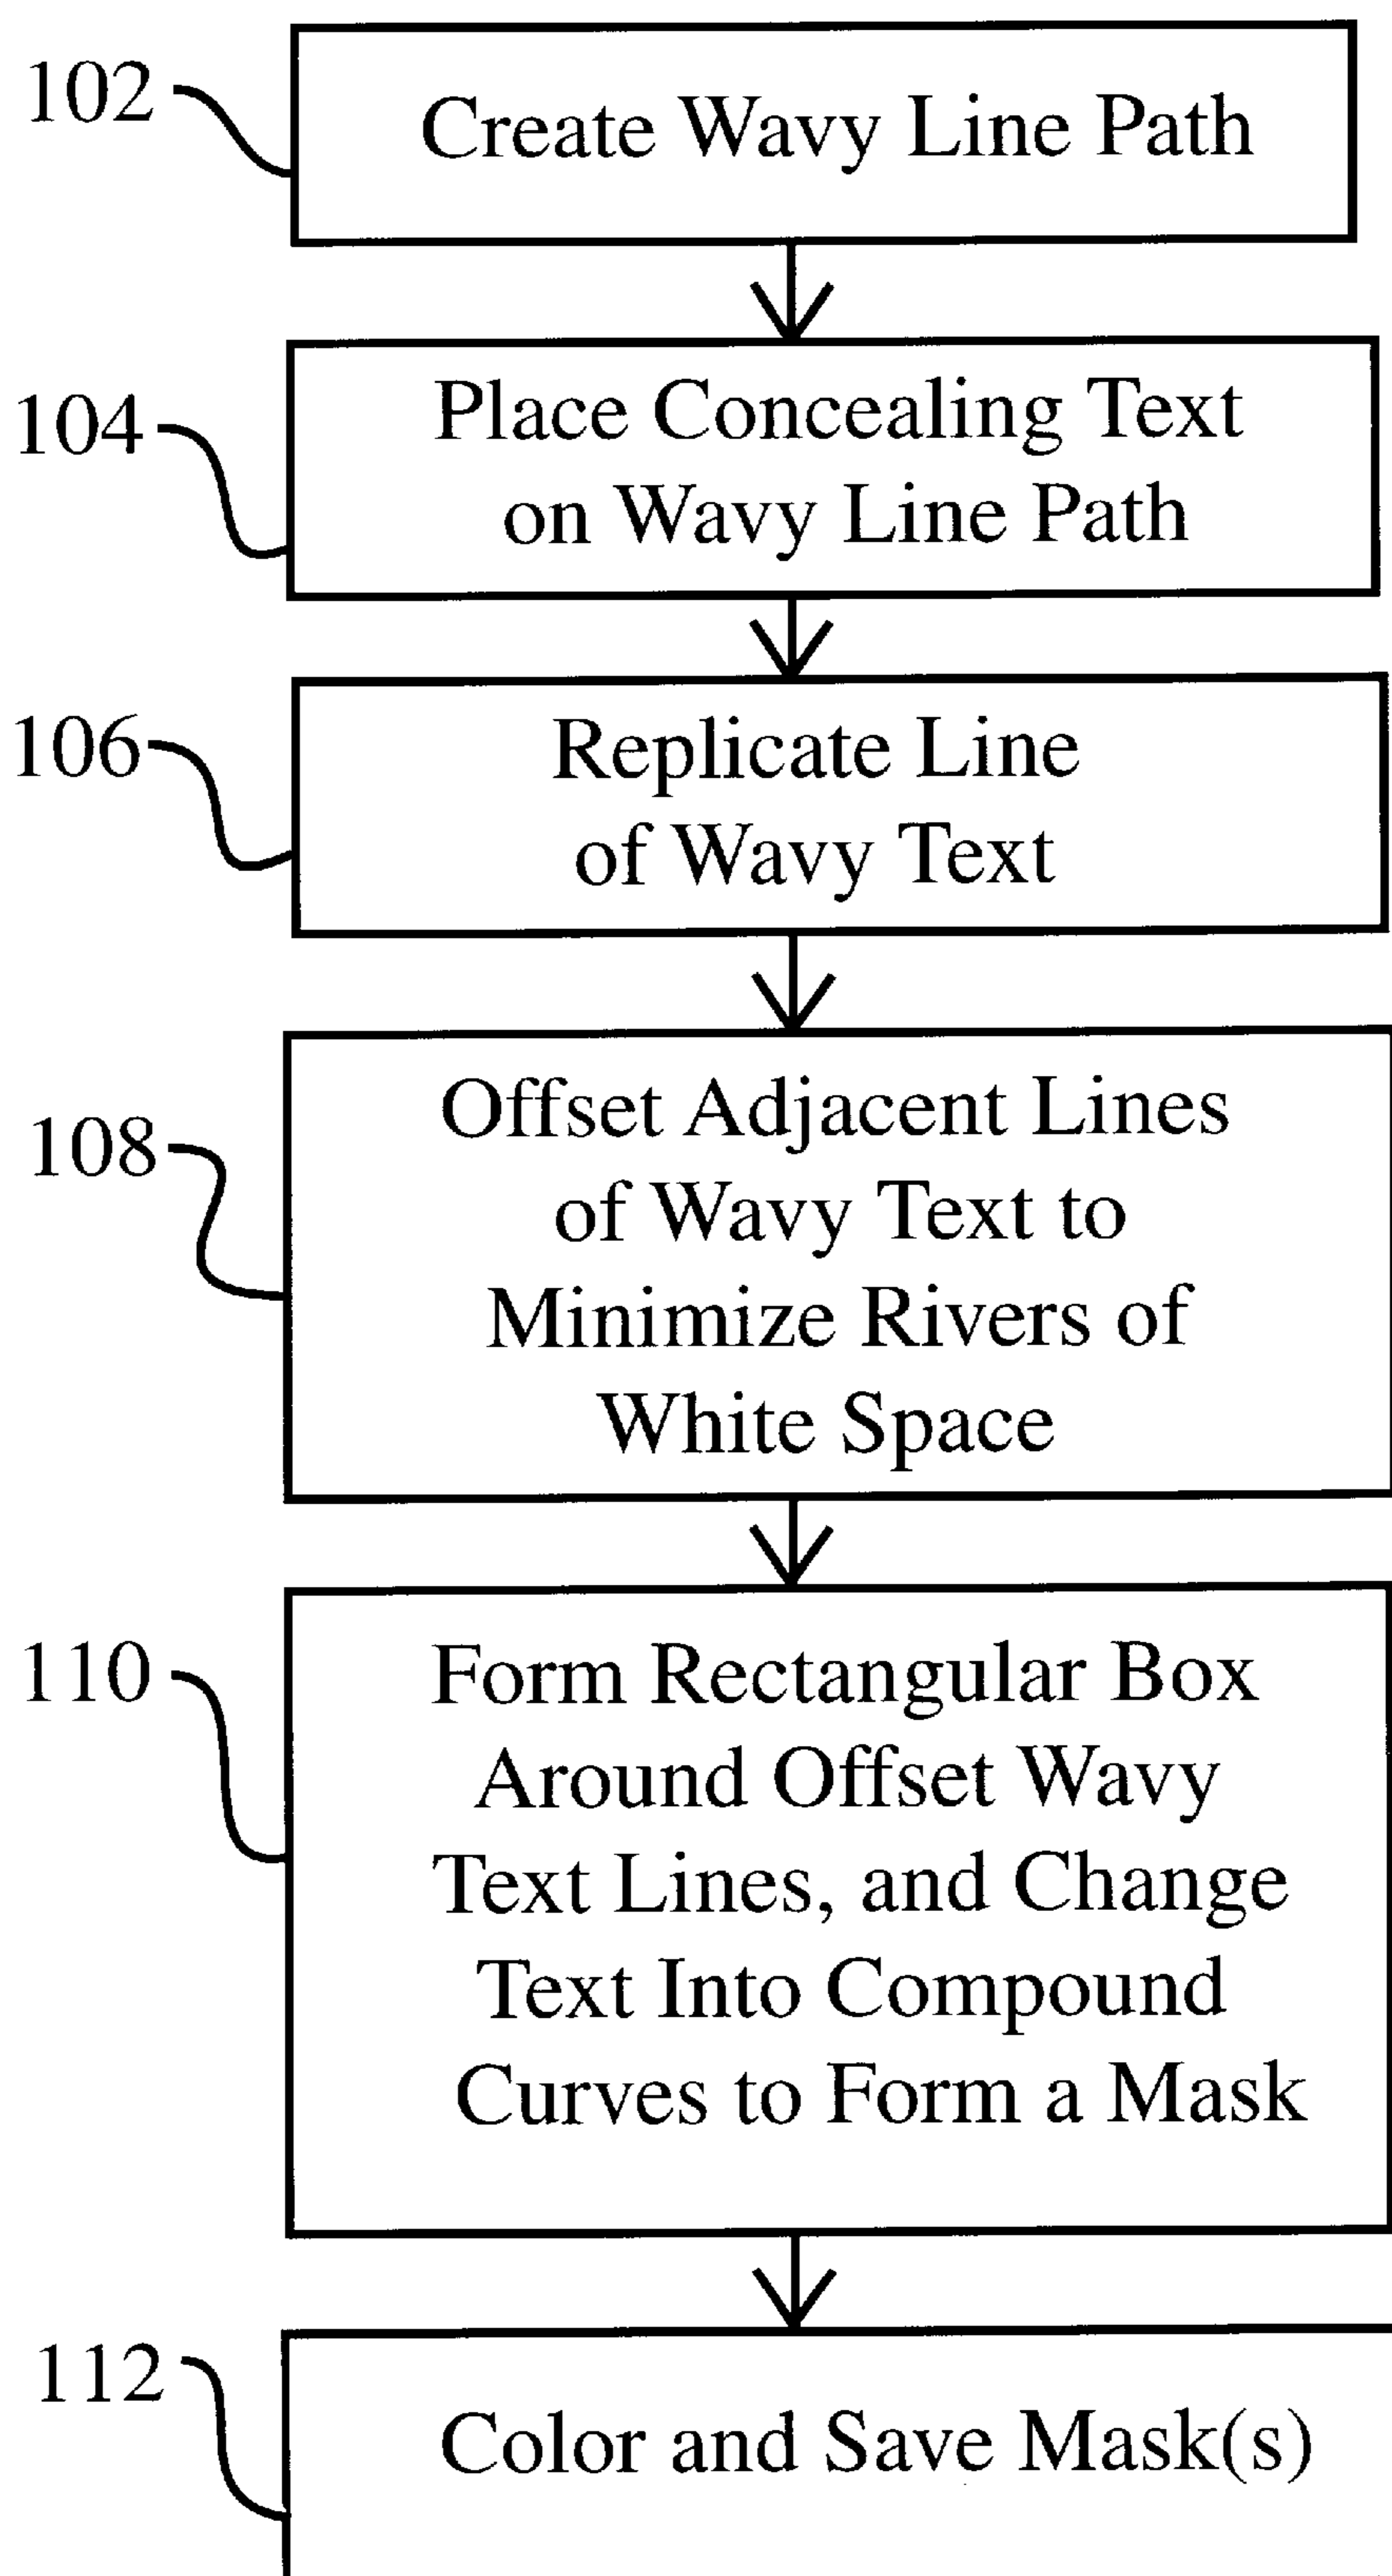 102
Create Wavy Line Path
104
Place Concealing Text
on Wavy Line Path
106
Replicate Line
of Wavy Text
108
Offset Adjacent Lines
of Wavy Text to
Minimize Rivers of
White Space
110
Form Rectangular Box
Around Offset Wavy
Text Lines, and Change
Text Into Compound
Curves to Form a Mask
112
Color and Save Mask(s)